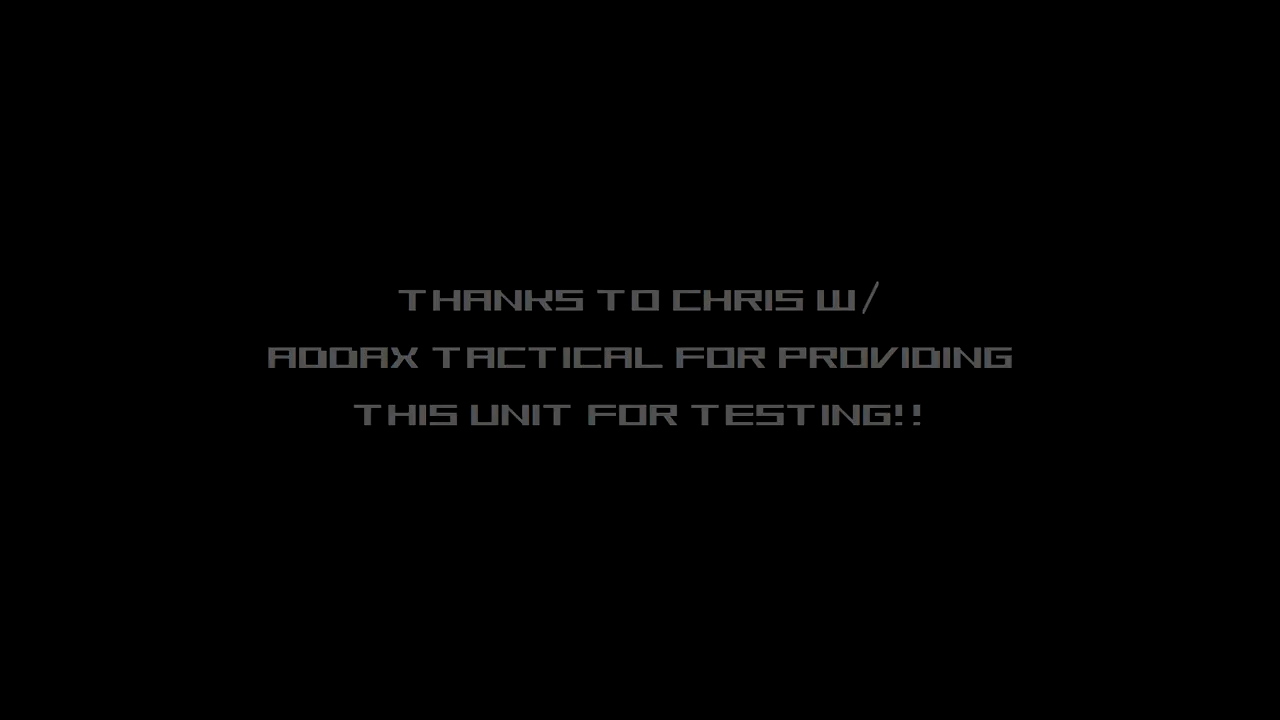 THANKS TO CHRIS W/
ADDAX TACTICAL FOR PROVIDING
THIS UNIT FOR TESTING!!